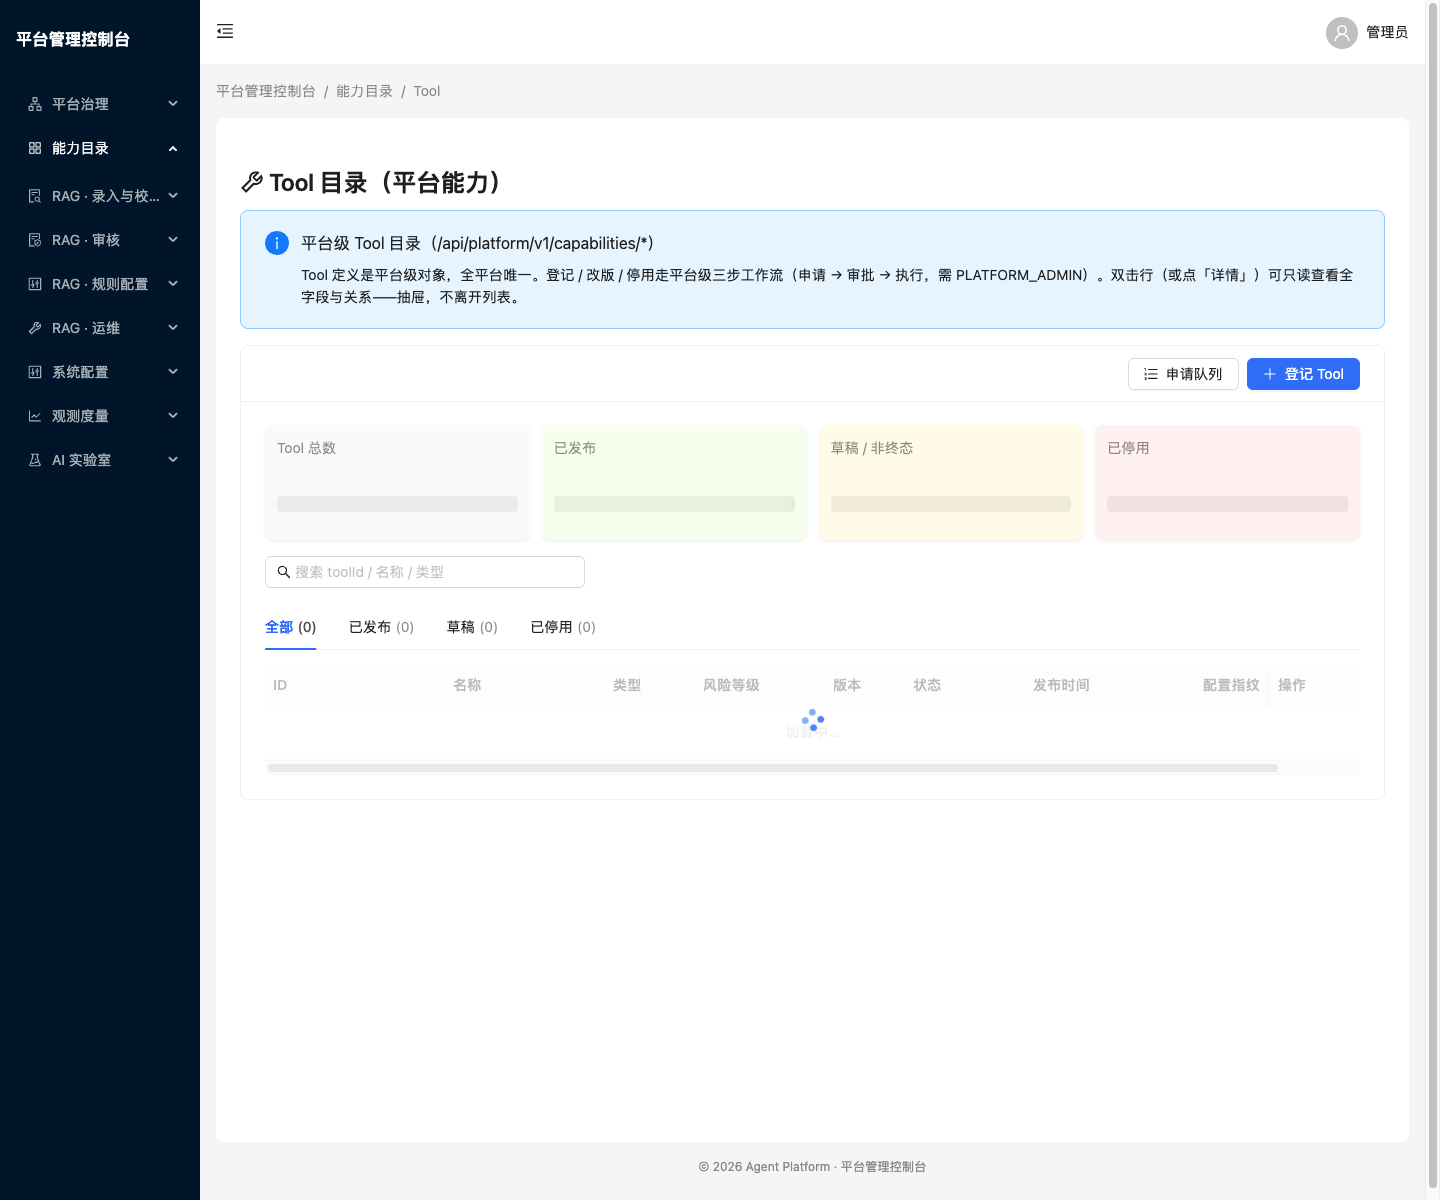 平台管理控制台
管理员
平台治理
能力目录
RAG · 录入与校...
RAG · 审核
RAG · 规则配置
RAG · 运维
系统配置
观测度量
AI 实验室
平台管理控制台 / 能力目录 / Tool
Tool 目录（平台能力）
平台级 Tool 目录（/api/platform/v1/capabilities/*）
Tool 定义是平台级对象，全平台唯一。登记 / 改版 / 停用走平台级三步工作流（申请 → 审批 → 执行，需 PLATFORM_ADMIN）。双击行（或点「详情」）可只读查看全
字段与关系——抽屉，不离开列表。
申请队列
登记 Tool
Tool 总数
已发布
草稿 / 非终态
已停用
搜索 toolId / 名称 / 类型
全部 (0)
已发布 (0)
草稿 (0)
已停用 (0)
ID
名称
类型
风险等级
版本
状态
发布时间
配置指纹
操作
加载中...
© 2026 Agent Platform · 平台管理控制台